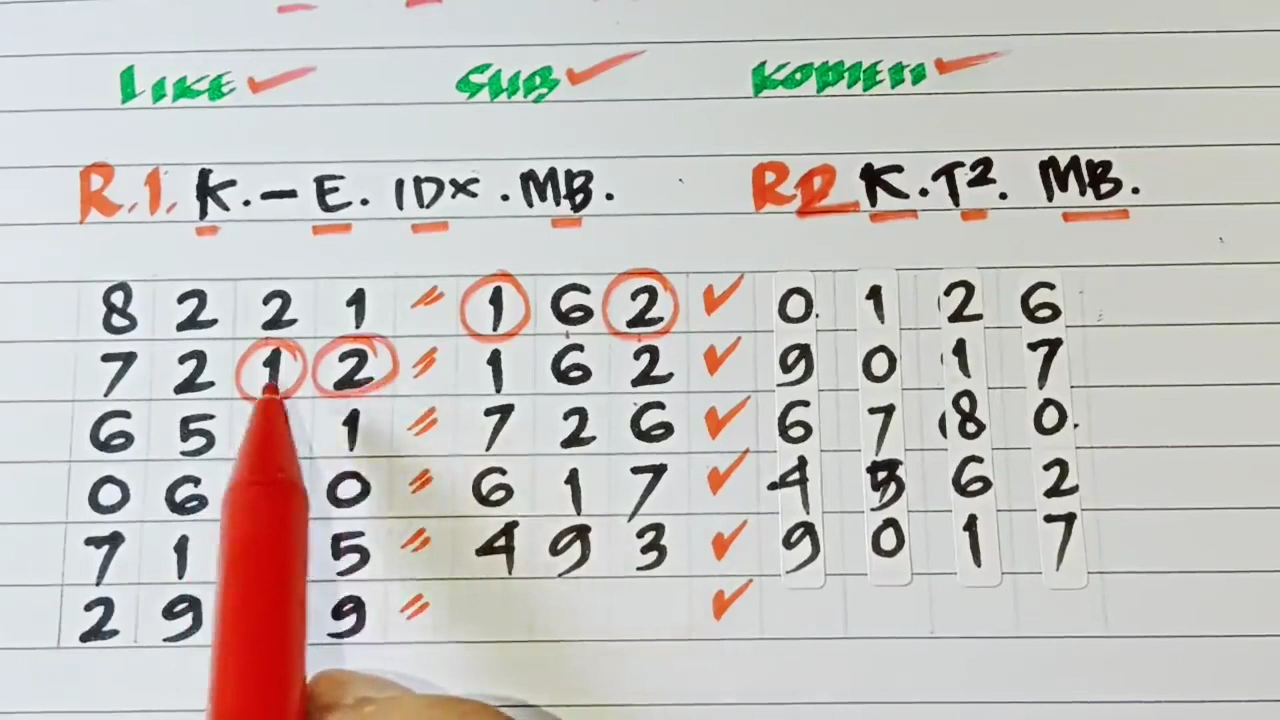 LIKE ✓ SUB ✓ KOMEN ✓
R.1. K. - E. IDX . MB. R2 K. T2. MB.
8 2 2 1 〃 1 6 2 ✓ 0 1 2 6
7 2 1 2 〃 1 6 2 ✓ 9 0 1 7
6 5 1 〃 7 2 6 ✓ 6 7 8 0
0 6 0 〃 6 1 7 ✓ 4 5 6 2
7 1 5 〃 4 9 3 ✓ 9 0 1 7
2 9 9 〃 ✓